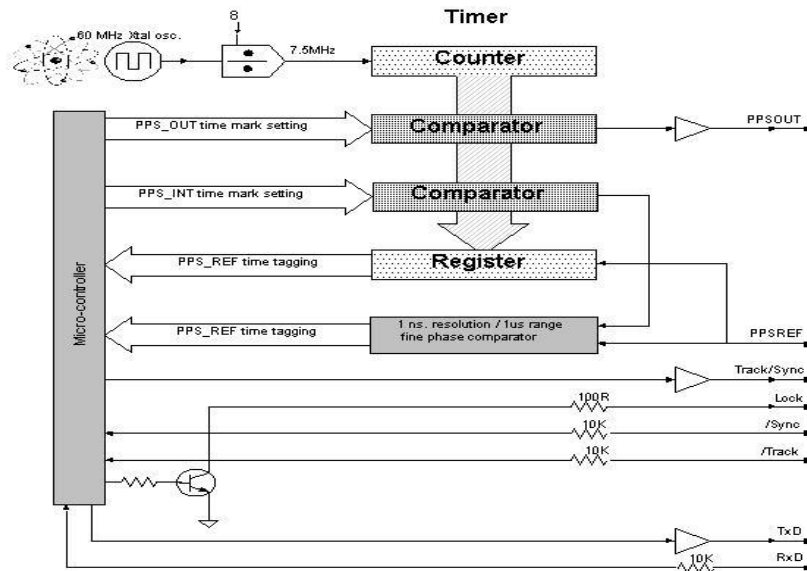 8
Timer
60 MHz Xtal osc.
7.5MHz
Counter
PPS_OUT time mark setting
Comparator
PPSOUT
PPS_INT time mark setting
Comparator
PPS_REF time tagging
Register
Micro-controller
PPS_REF time tagging
1 ns. resolution / 1us range
fine phase comparator
PPSREF
Track/Sync
100R
Lock
10K
/Sync
10K
/Track
TxD
10K
RxD